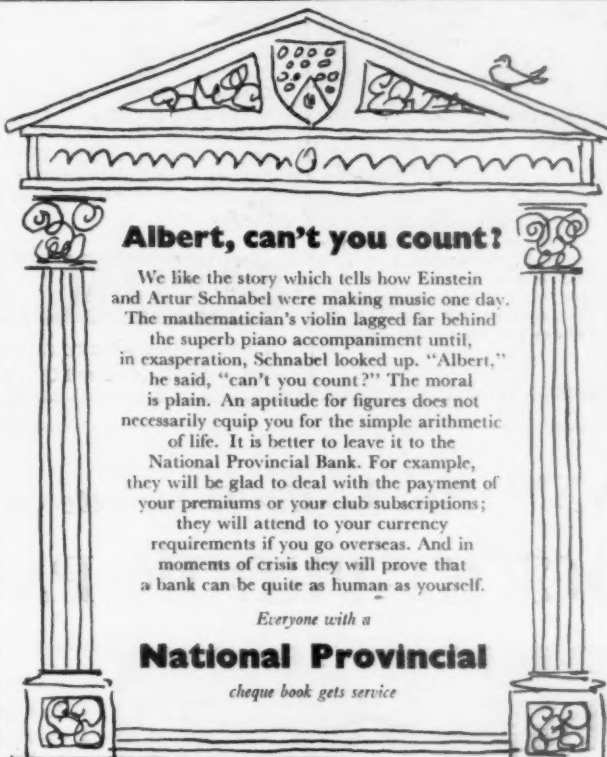 Albert, can't you count?
We like the story which tells how Einstein
and Artur Schnabel were making music one day.
The mathematician's violin lagged far behind
the superb piano accompaniment until,
in exasperation, Schnabel looked up. "Albert,"
he said, "can't you count?" The moral
is plain. An aptitude for figures does not
necessarily equip you for the simple arithmetic
of life. It is better to leave it to the
National Provincial Bank. For example,
they will be glad to deal with the payment of
your premiums or your club subscriptions;
they will attend to your currency
requirements if you go overseas. And in
moments of crisis they will prove that
a bank can be quite as human as yourself.
Everyone with a
National Provincial
cheque book gets service